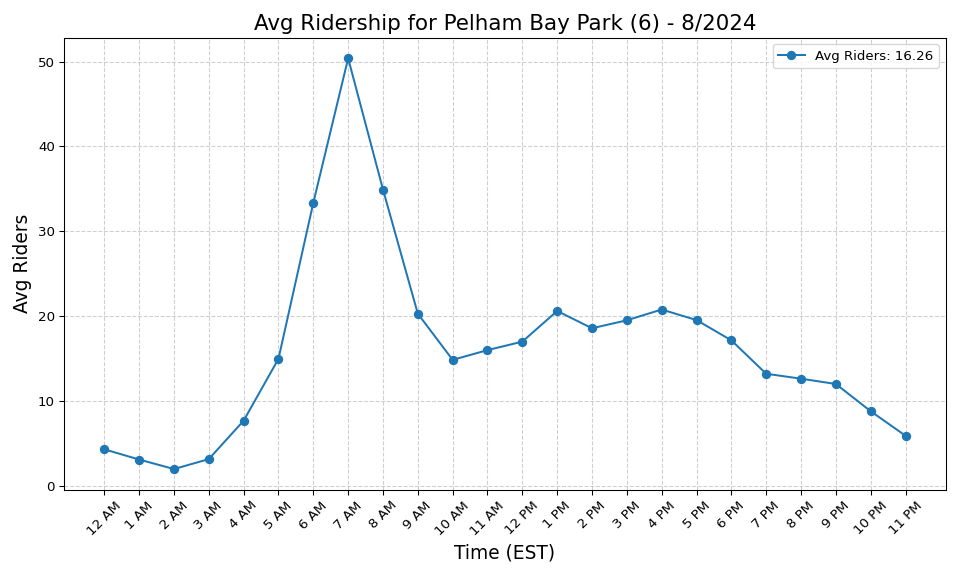 Avg Ridership for Pelham Bay Park (6) - 8/2024
Avg Riders: 16.26
Avg Riders
50
40
30
20
10
0
12 AM 1 AM 2 AM 3 AM 4 AM 5 AM 6 AM 7 AM 8 AM 9 AM 10 AM 11 AM 12 PM 1 PM 2 PM 3 PM 4 PM 5 PM 6 PM 7 PM 8 PM 9 PM 10 PM 11 PM
Time (EST)